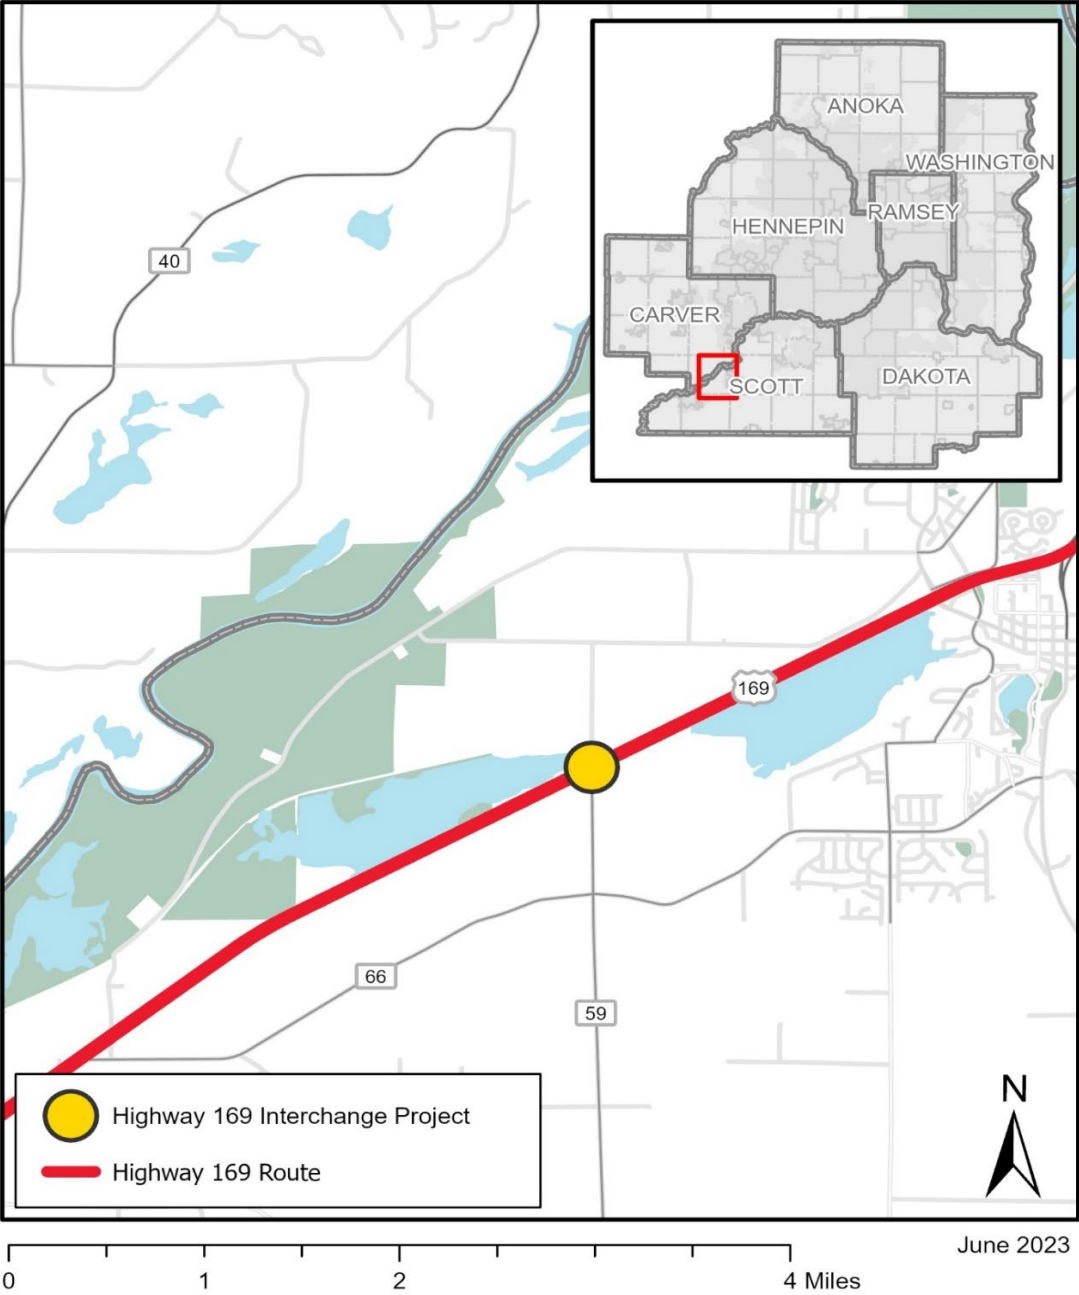 ANOKA
WASHINGTON
RAMSEY
HENNEPIN
CARVER
SCOTT
DAKOTA
40
169
66
59
N
Highway 169 Interchange Project
Highway 169 Route
June 2023
0 1 2 4 Miles